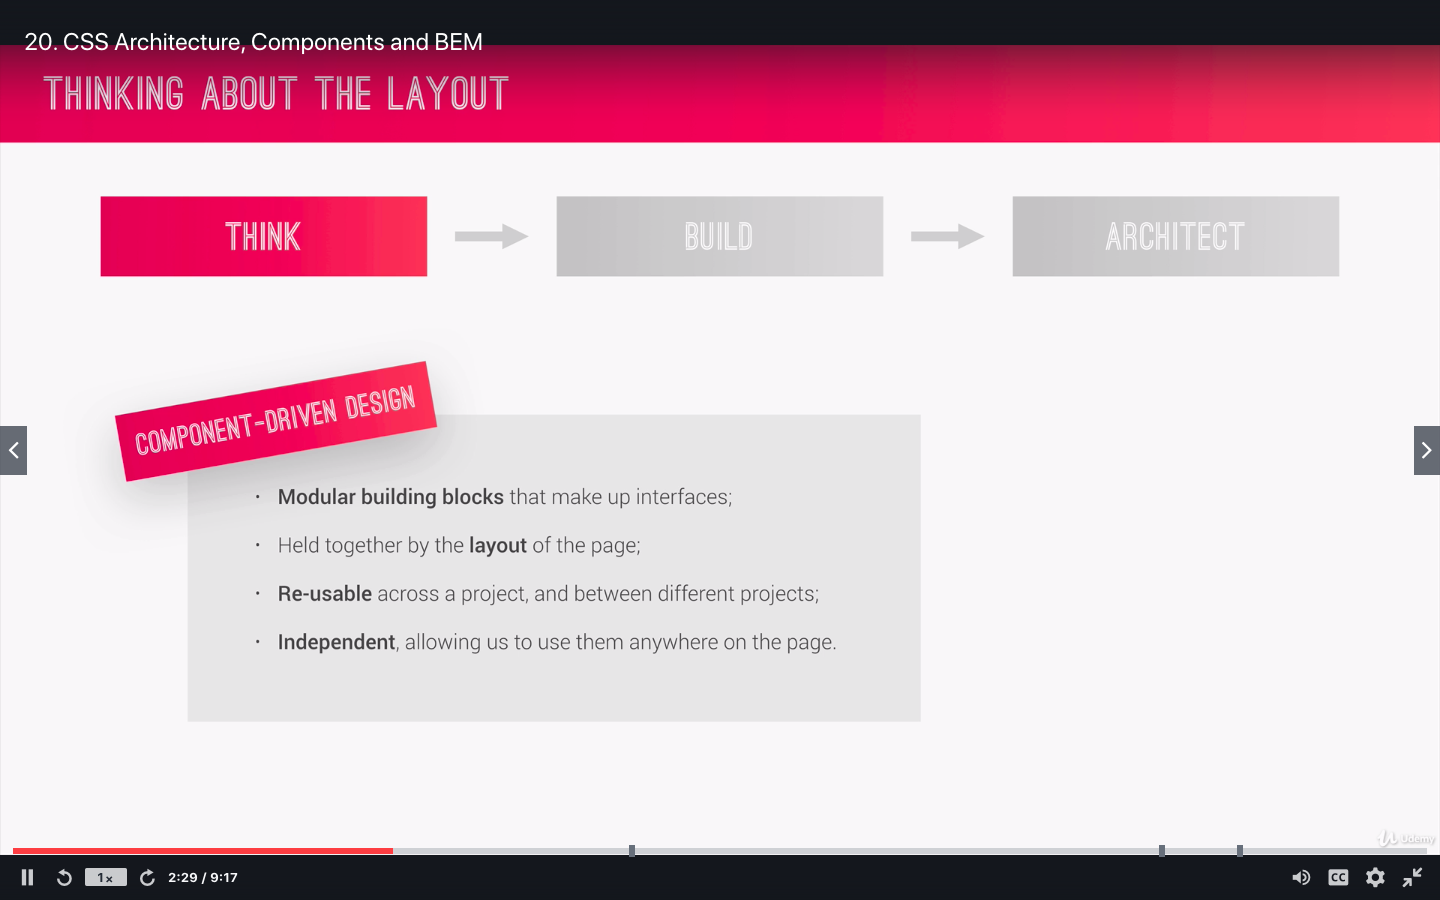 20. CSS Architecture, Components and BEM
THINKING ABOUT THE LAYOUT
THINK
BUILD
ARCHITECT
COMPONENT-DRIVEN DESIGN
• Modular building blocks that make up interfaces;
• Held together by the layout of the page;
• Re-usable across a project, and between different projects;
• Independent, allowing us to use them anywhere on the page.
Udemy
1x
2:29 / 9:17
CC